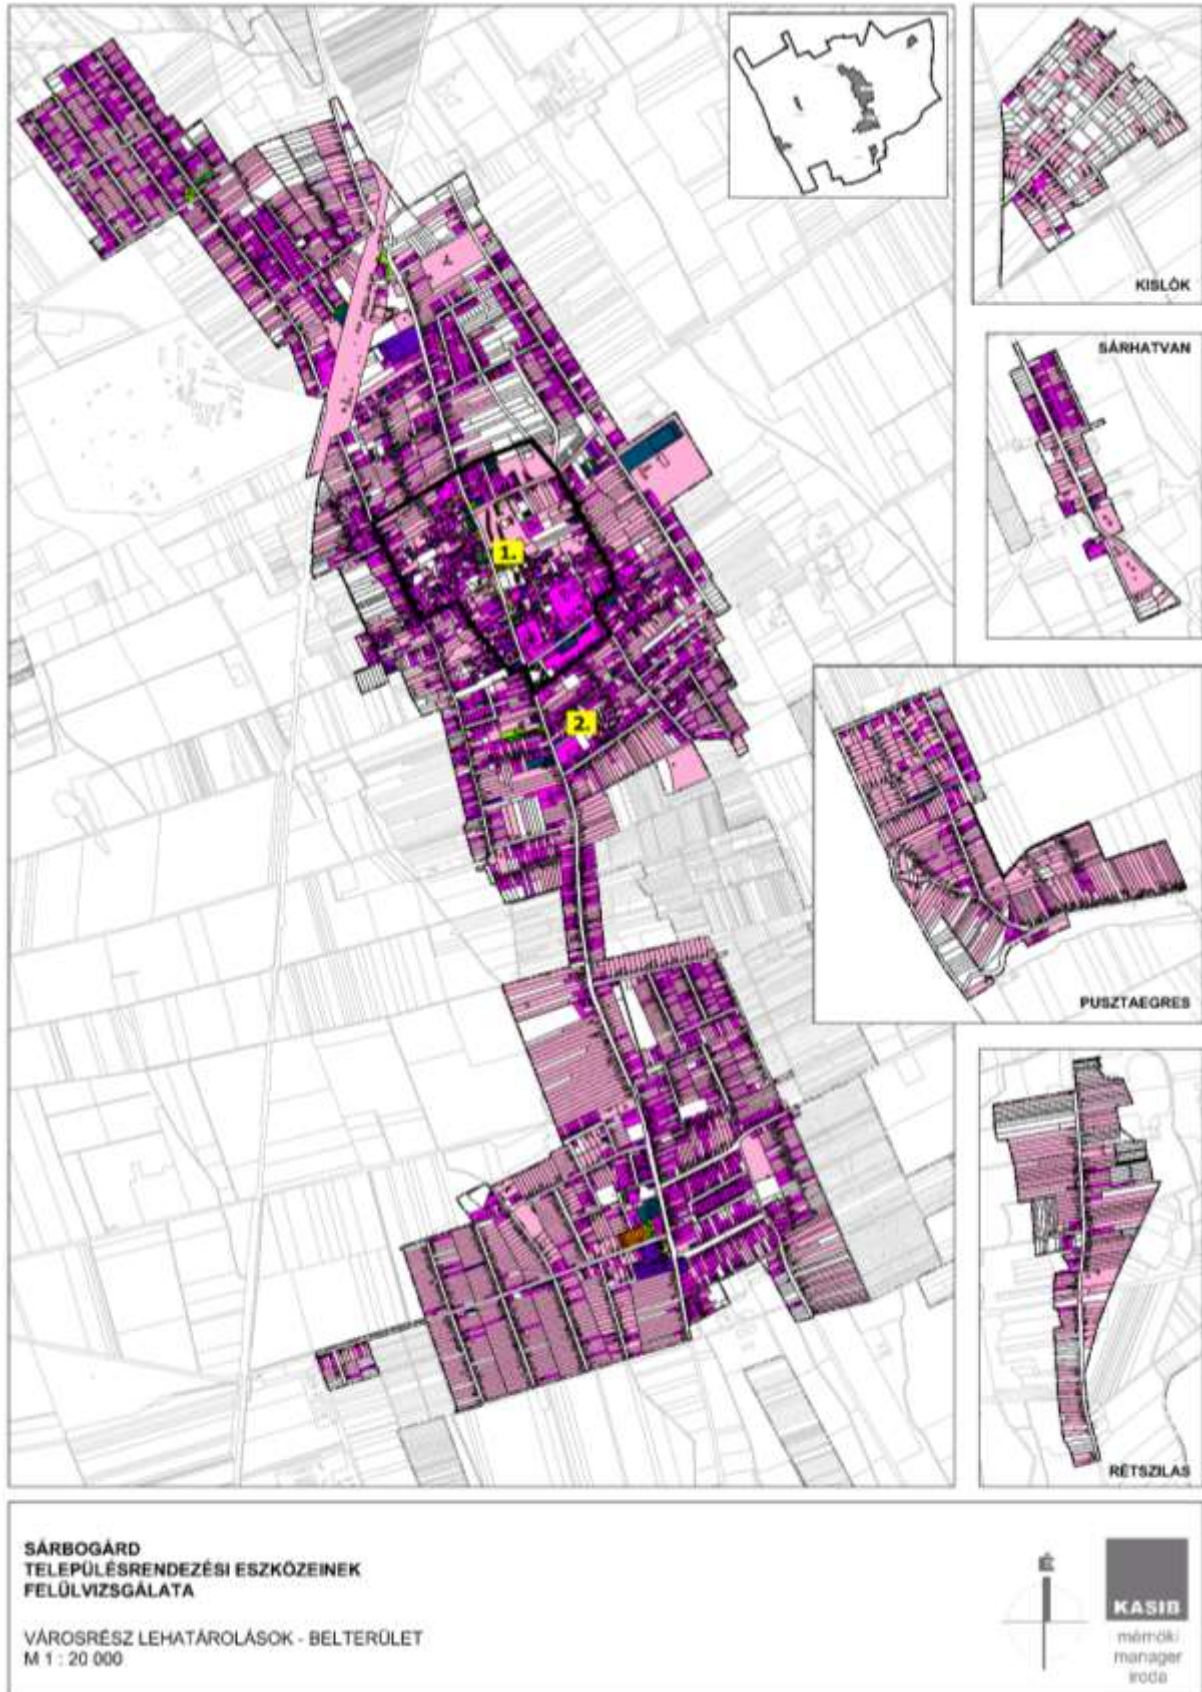 KISLÓK
SÁRHATVAN
1.
2.
PUSZTAEGRES
RÉTSZILAS
SÁRBOGÁRD
TELEPÜLÉSRENDEZÉSI ESZKÖZEINEK
FELÜLVIZSGÁLATA
VÁROSRÉSZ LEHATÁROLÁSOK - BELTERÜLET
M 1 : 20 000
É
KASIB
mérnöki
manager
iroda